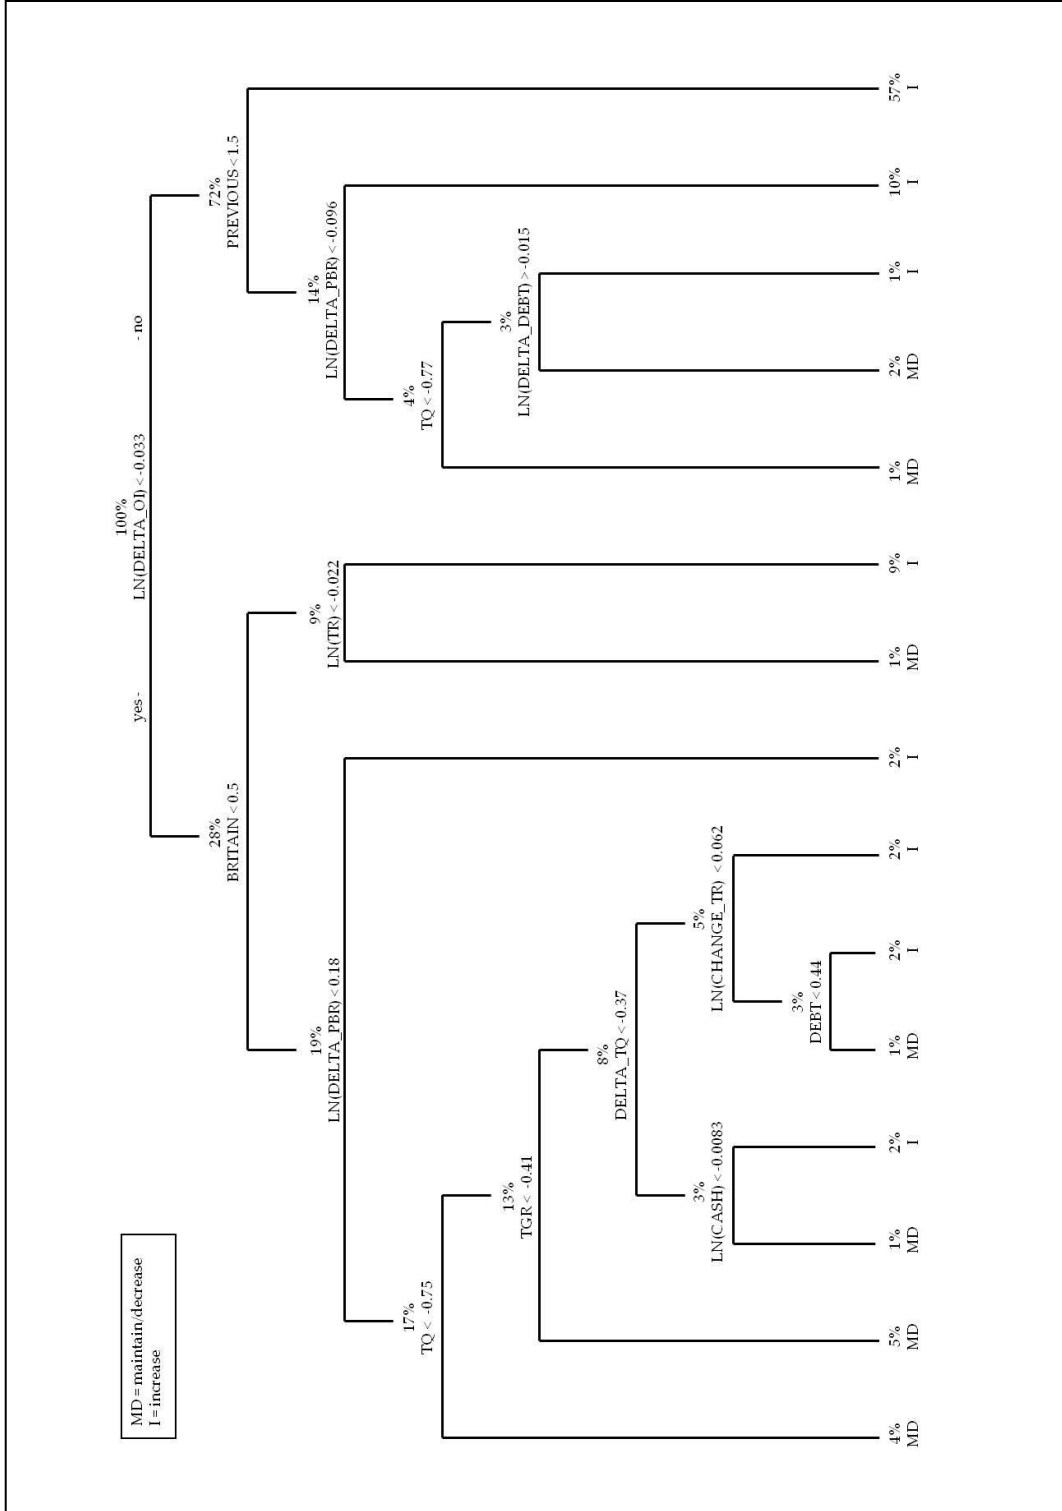 MD = maintain/decrease
I = increase
100%
LN(DELTA_OI) < -0.033
yes -
- no
28%
BRITAIN < 0.5
72%
PREVIOUS < 1.5
19%
LN(DELTA_PBR) < 0.18
9%
LN(TR) < -0.022
14%
LN(DELTA_PBR) < -0.096
17%
TQ < -0.75
4%
TQ < -0.77
13%
TGR < -0.41
3%
LN(DELTA_DEBT) > -0.015
8%
DELTA_TQ < -0.37
3%
LN(CASH) < -0.0083
5%
LN(CHANGE_TR) < 0.062
3%
DEBT < 0.44
4%
MD
5%
MD
1%
MD
2%
I
1%
MD
2%
I
2%
I
2%
I
1%
MD
9%
I
1%
MD
2%
MD
1%
I
10%
I
57%
I